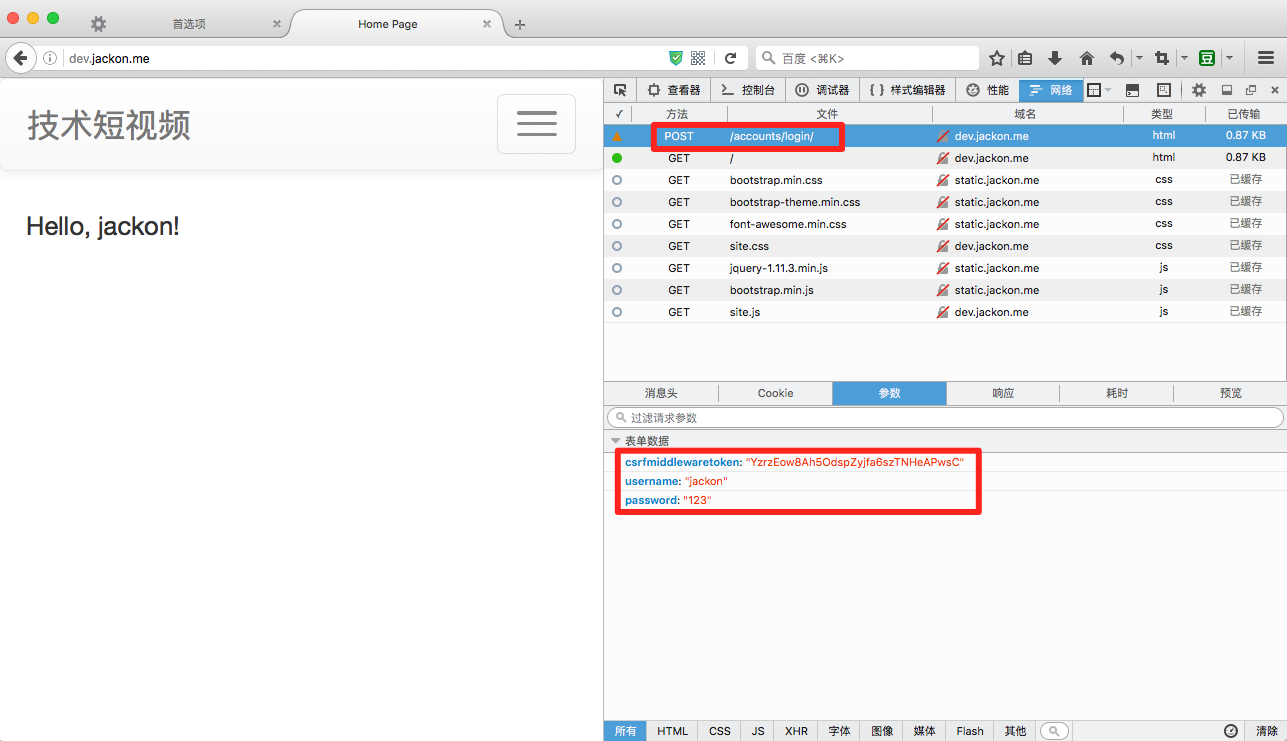 首选项
Home Page
dev.jackon.me
百度 <⌘K>
技术短视频
Hello, jackon!
查看器 控制台 调试器 { } 样式编辑器 性能 网络
✓ 方法 文件 域名 类型 已传输
POST /accounts/login/ dev.jackon.me html 0.87 KB
GET / dev.jackon.me html 0.87 KB
GET bootstrap.min.css static.jackon.me css 已缓存
GET bootstrap-theme.min.css static.jackon.me css 已缓存
GET font-awesome.min.css static.jackon.me css 已缓存
GET site.css dev.jackon.me css 已缓存
GET jquery-1.11.3.min.js static.jackon.me js 已缓存
GET bootstrap.min.js static.jackon.me js 已缓存
GET site.js dev.jackon.me js 已缓存
消息头 Cookie 参数 响应 耗时 预览
过滤请求参数
表单数据
csrfmiddlewaretoken: "YzrzEow8Ah5OdspZyjfa6szTNHeAPwsC"
username: "jackon"
password: "123"
所有 HTML CSS JS XHR 字体 图像 媒体 Flash 其他 清除